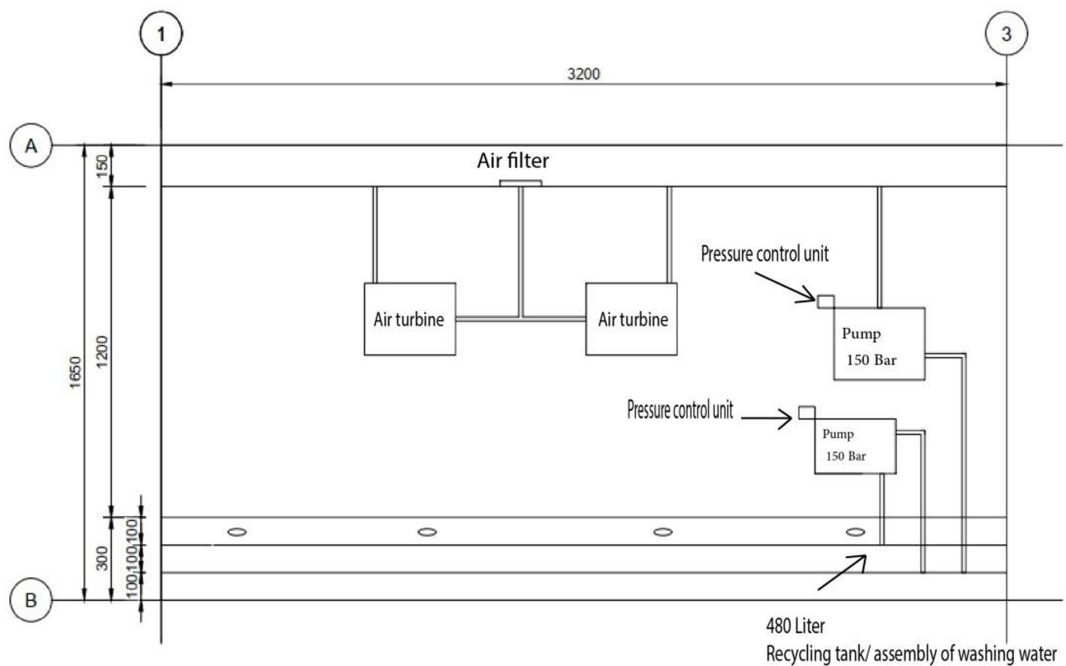 1
3
3200
A
150
Air filter
Pressure control unit
Air turbine
Air turbine
Pump
150 Bar
1200
1650
Pressure control unit
Pump
150 Bar
300
100
100
100
B
480 Liter
Recycling tank/ assembly of washing water